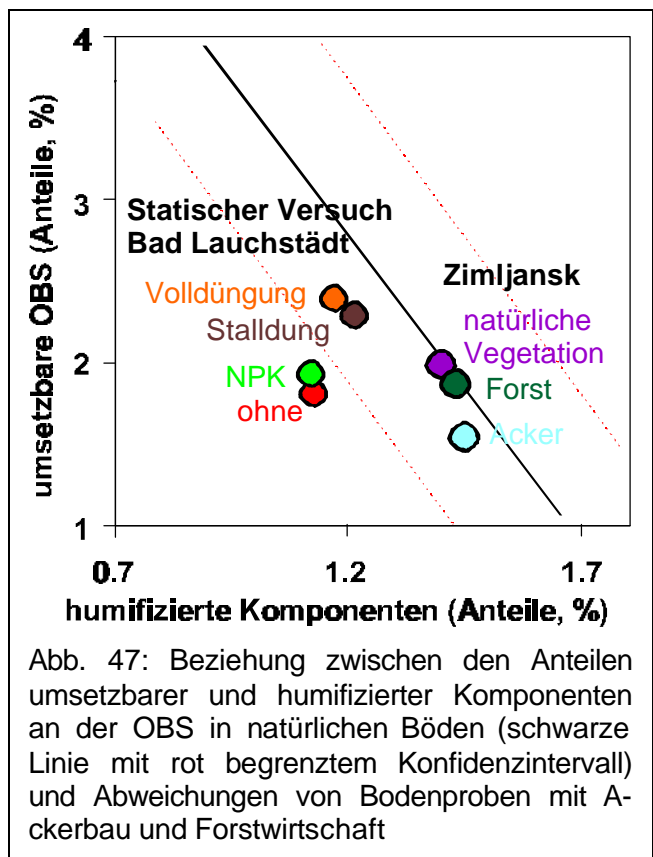 4
3
2
1
umsetzbare OBS (Anteile, %)
Statischer Versuch
Bad Lauchstädt
Volldüngung
Stalldung
NPK
ohne
Zimljansk
natürliche
Vegetation
Forst
Acker
0.7 1.2 1.7
humifizierte Komponenten (Anteile, %)
Abb. 47: Beziehung zwischen den Anteilen
umsetzbarer und humifizierter Komponenten
an der OBS in natürlichen Böden (schwarze
Linie mit rot begrenztem Konfidenzintervall)
und Abweichungen von Bodenproben mit A-
ckerbau und Forstwirtschaft